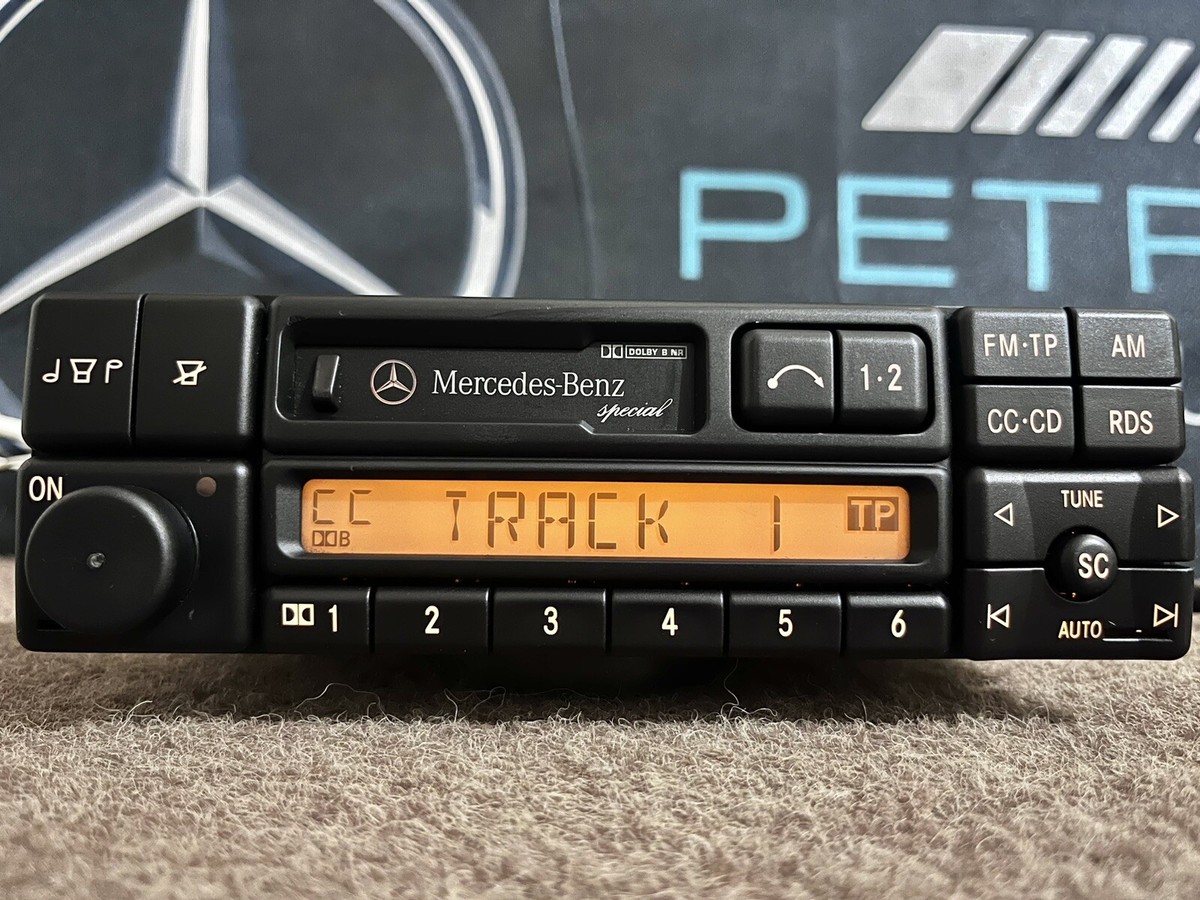 PETR
DOLBY B NR
Mercedes-Benz
special
1·2
FM·TP
AM
CC·CD
RDS
ON
CC
TRACK 1
TP
B
TUNE
SC
AUTO
1
2
3
4
5
6